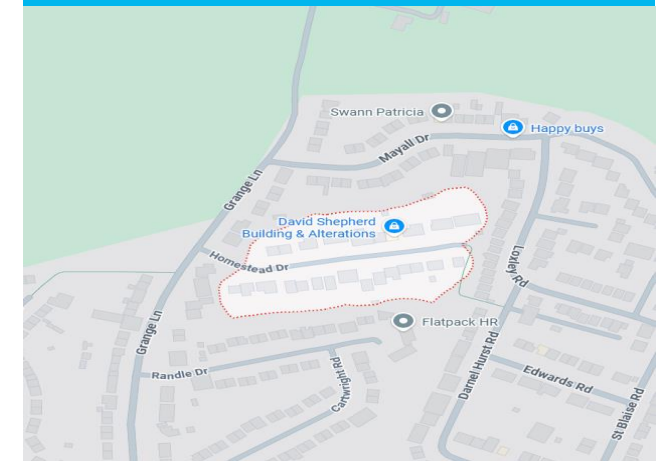 Swann Patricia
Happy buys
Mayall Dr
Grange Ln
David Shepherd
Building & Alterations
Homestead Dr
Loxley Rd
Flatpack HR
Grange Ln
Randle Dr
Cartwright Rd
Darnel Hurst Rd
Edwards Rd
St Blaise Rd